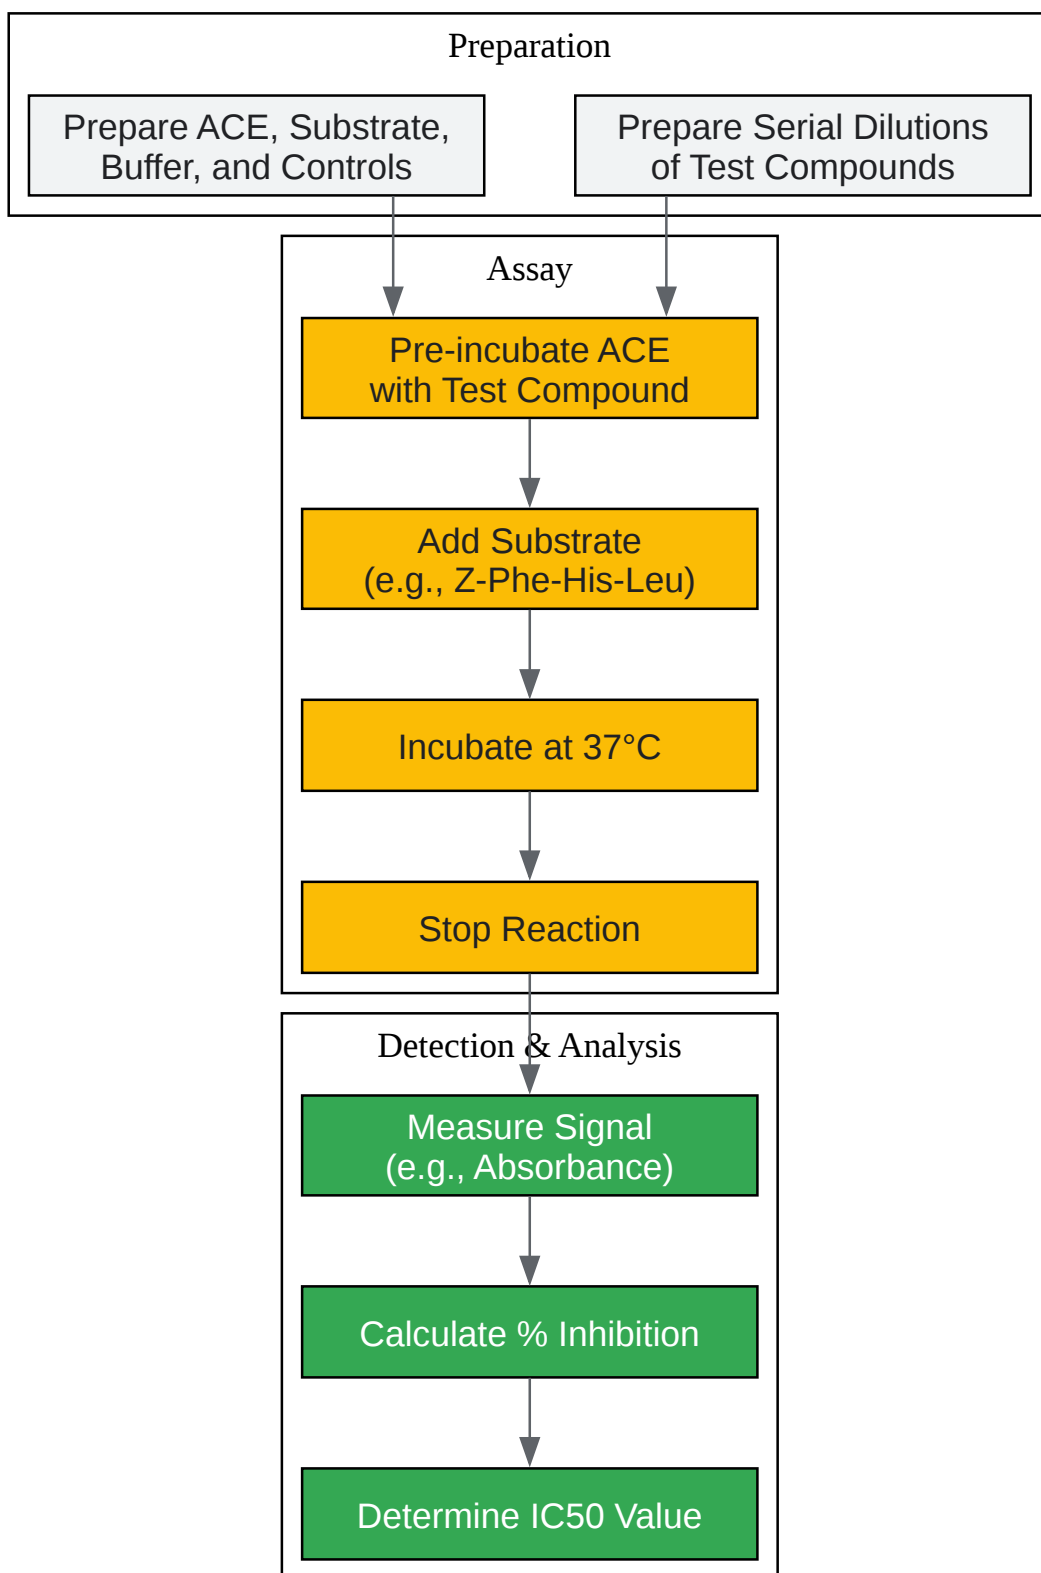 Preparation
Prepare ACE, Substrate,
Buffer, and Controls
Prepare Serial Dilutions
of Test Compounds
Assay
Pre-incubate ACE
with Test Compound
Add Substrate
(e.g., Z-Phe-His-Leu)
Incubate at 37°C
Stop Reaction
Detection & Analysis
Measure Signal
(e.g., Absorbance)
Calculate % Inhibition
Determine IC50 Value